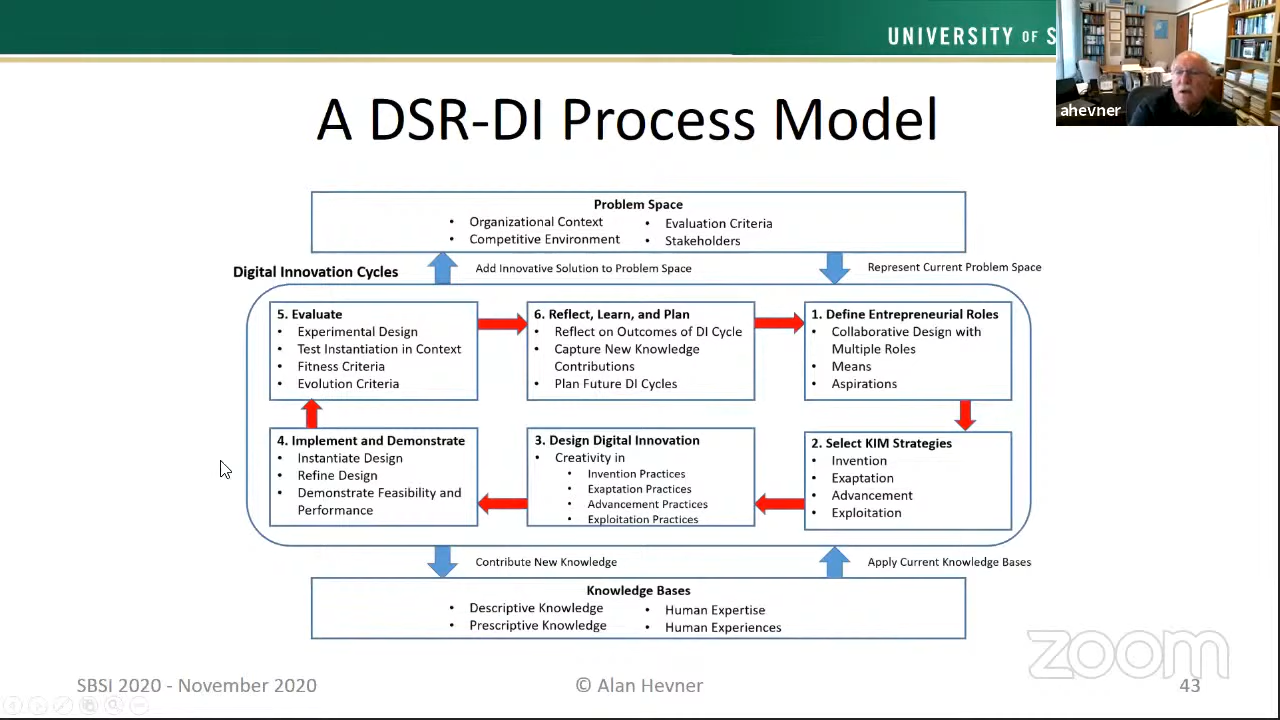 UNIVERSITY OF S
ahevner
A DSR-DI Process Model
Problem Space
• Organizational Context
• Competitive Environment
• Evaluation Criteria
• Stakeholders
Digital Innovation Cycles
Add Innovative Solution to Problem Space
Represent Current Problem Space
5. Evaluate
• Experimental Design
• Test Instantiation in Context
• Fitness Criteria
• Evolution Criteria
6. Reflect, Learn, and Plan
• Reflect on Outcomes of DI Cycle
• Capture New Knowledge
Contributions
• Plan Future DI Cycles
1. Define Entrepreneurial Roles
• Collaborative Design with
Multiple Roles
• Means
• Aspirations
4. Implement and Demonstrate
• Instantiate Design
• Refine Design
• Demonstrate Feasibility and
Performance
3. Design Digital Innovation
• Creativity in
• Invention Practices
• Exaptation Practices
• Advancement Practices
• Exploitation Practices
2. Select KIM Strategies
• Invention
• Exaptation
• Advancement
• Exploitation
Contribute New Knowledge
Apply Current Knowledge Bases
Knowledge Bases
• Descriptive Knowledge
• Prescriptive Knowledge
• Human Expertise
• Human Experiences
zoom
SBSI 2020 - November 2020
© Alan Hevner
43